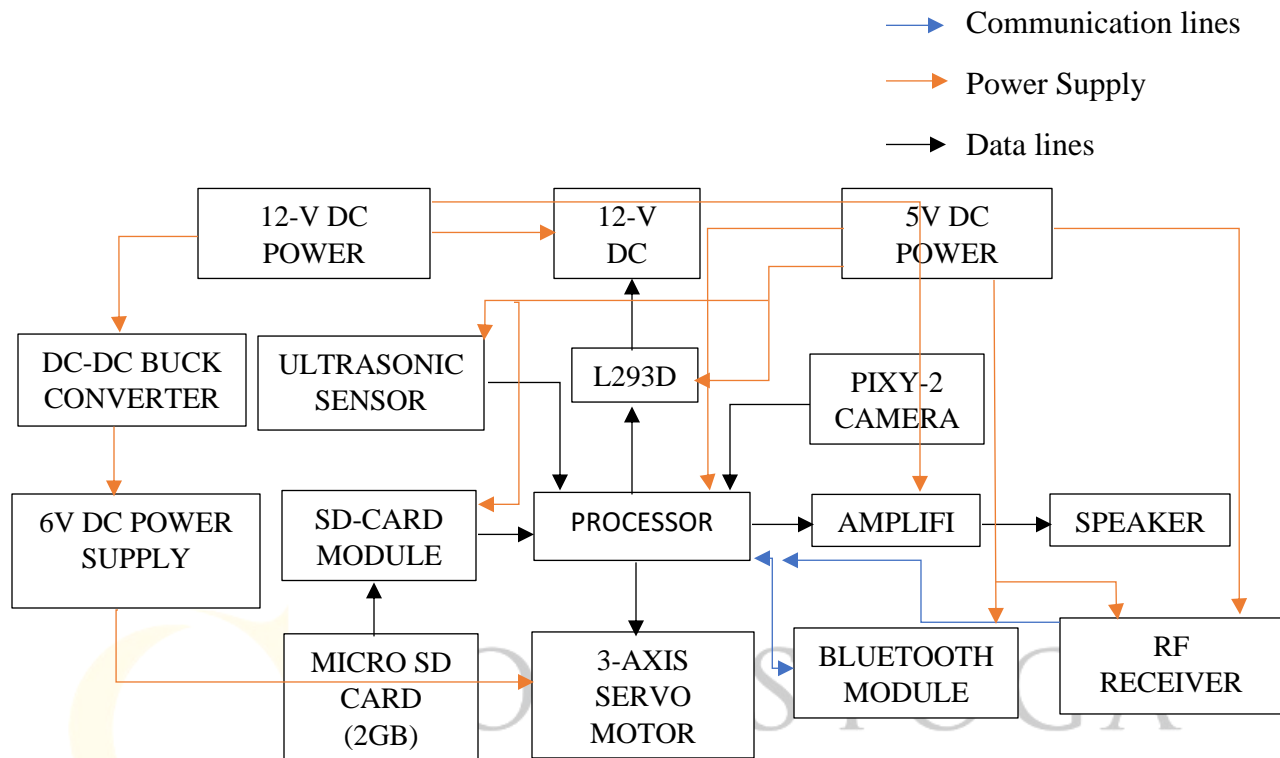 Communication lines
Power Supply
Data lines
12-V DC
POWER
12-V
DC
5V DC
POWER
DC-DC BUCK
CONVERTER
ULTRASONIC
SENSOR
L293D
PIXY-2
CAMERA
6V DC POWER
SUPPLY
SD-CARD
MODULE
PROCESSOR
AMPLIFI
SPEAKER
MICRO SD
CARD
(2GB)
3-AXIS
SERVO
MOTOR
BLUETOOTH
MODULE
RF
RECEIVER